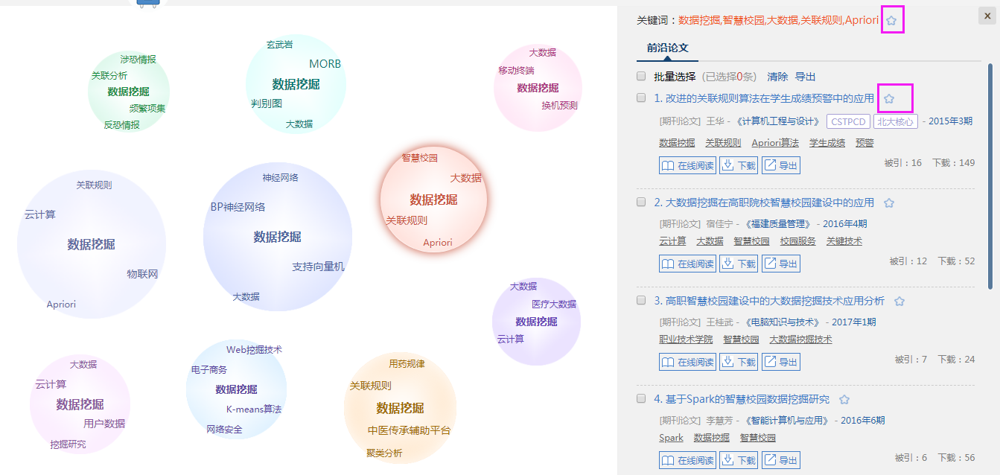 涉恐情报
关联分析
数据挖掘
频繁项集
反恐情报
玄武岩
MORB
数据挖掘
判别图
大数据
大数据
移动终端
数据挖掘
换机预测
关联规则
云计算
数据挖掘
物联网
Apriori
神经网络
BP神经网络
数据挖掘
支持向量机
大数据
智慧校园
大数据
数据挖掘
关联规则
Apriori
大数据
医疗大数据
数据挖掘
云计算
大数据
云计算
数据挖掘
用户数据
挖掘研究
Web挖掘技术
电子商务
数据挖掘
K-means算法
网络安全
用药规律
关联规则
数据挖掘
中医传承辅助平台
聚类分析
关键词：数据挖掘,智慧校园,大数据,关联规则,Apriori
x
前沿论文
批量选择 (已选择0条) 清除 导出
1. 改进的关联规则算法在学生成绩预警中的应用
[期刊论文] 王华 - 《计算机工程与设计》 CSTPCD 北大核心 - 2015年3期
数据挖掘 关联规则 Apriori算法 学生成绩 预警
在线阅读 下载 导出 被引：16 下载：149
2. 大数据挖掘在高职院校智慧校园建设中的应用
[期刊论文] 宿佳宁 - 《福建质量管理》 - 2016年4期
云计算 大数据 智慧校园 校园服务 关键技术
在线阅读 下载 导出 被引：12 下载：52
3. 高职智慧校园建设中的大数据挖掘技术应用分析
[期刊论文] 王桂武 - 《电脑知识与技术》 - 2017年1期
职业技术学院 智慧校园 大数据挖掘技术
在线阅读 下载 导出 被引：7 下载：24
4. 基于Spark的智慧校园数据挖掘研究
[期刊论文] 李慧芳 - 《智能计算机与应用》 - 2016年6期
Spark 数据挖掘 智慧校园
在线阅读 下载 导出 被引：6 下载：56